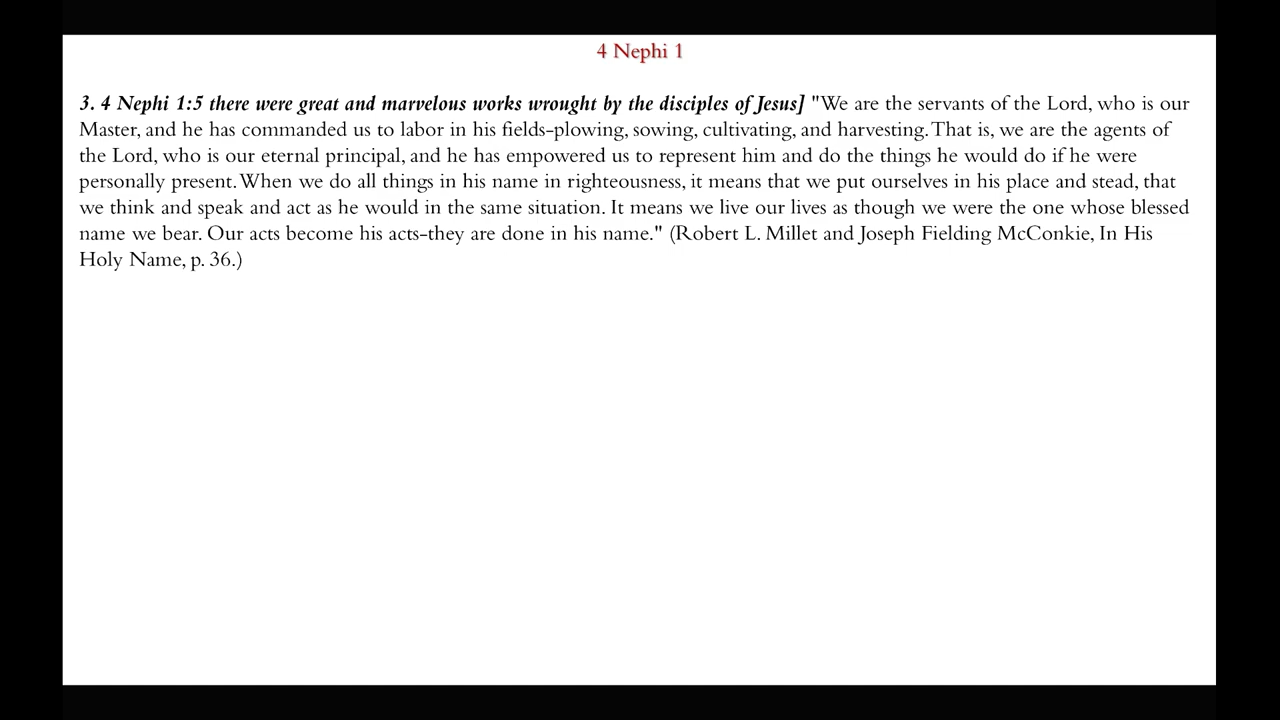 4 Nephi 1
3. 4 Nephi 1:5 there were great and marvelous works wrought by the disciples of Jesus] "We are the servants of the Lord, who is our
Master, and he has commanded us to labor in his fields-plowing, sowing, cultivating, and harvesting. That is, we are the agents of
the Lord, who is our eternal principal, and he has empowered us to represent him and do the things he would do if he were
personally present. When we do all things in his name in righteousness, it means that we put ourselves in his place and stead, that
we think and speak and act as he would in the same situation. It means we live our lives as though we were the one whose blessed
name we bear. Our acts become his acts-they are done in his name." (Robert L. Millet and Joseph Fielding McConkie, In His
Holy Name, p. 36.)